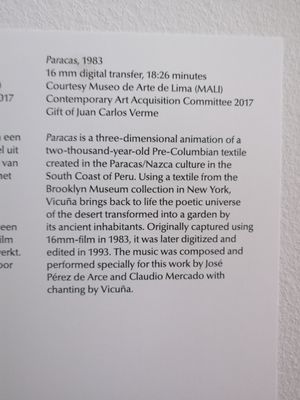 Paracas, 1983
16 mm digital transfer, 18:26 minutes
Courtesy Museo de Arte de Lima (MALI)
Contemporary Art Acquisition Committee 2017
Gift of Juan Carlos Verme
Paracas is a three-dimensional animation of a
two-thousand-year-old Pre-Columbian textile
created in the Paracas/Nazca culture in the
South Coast of Peru. Using a textile from the
Brooklyn Museum collection in New York,
Vicuña brings back to life the poetic universe
of the desert transformed into a garden by
its ancient inhabitants. Originally captured using
16mm-film in 1983, it was later digitized and
edited in 1993. The music was composed and
performed specially for this work by José
Pérez de Arce and Claudio Mercado with
chanting by Vicuña.
2017
een
uit
van